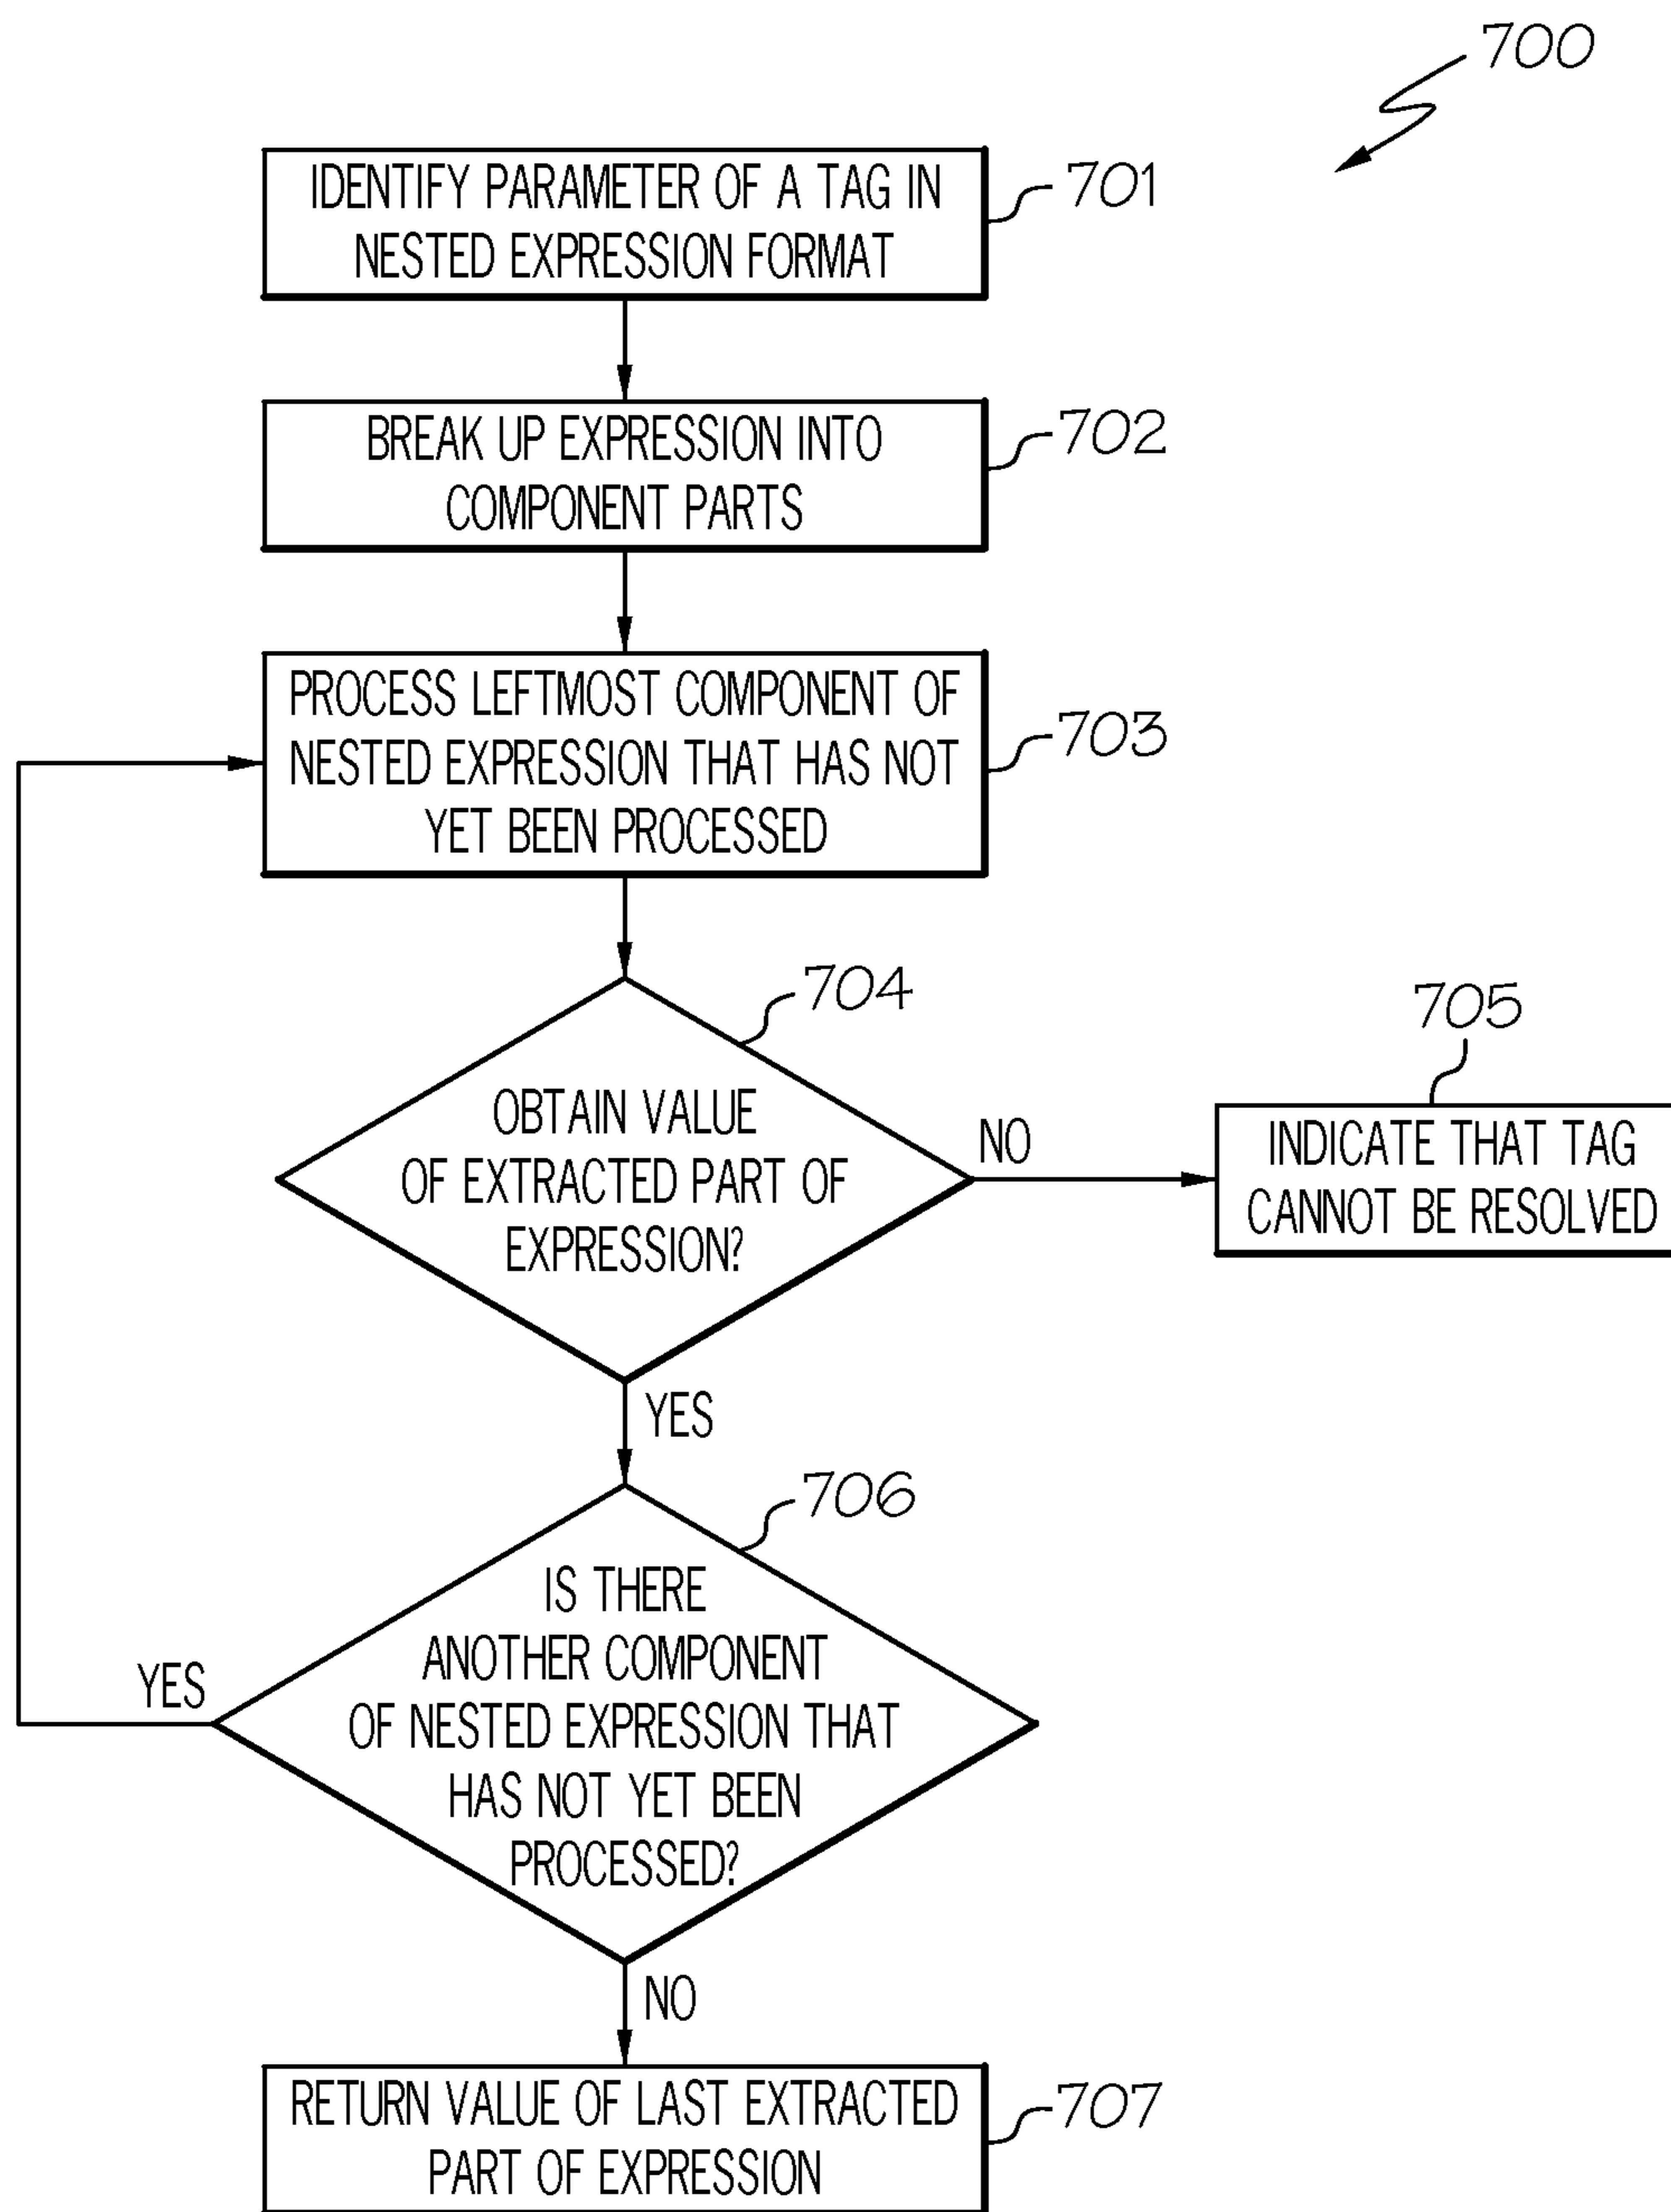 700
IDENTIFY PARAMETER OF A TAG IN
NESTED EXPRESSION FORMAT
701
BREAK UP EXPRESSION INTO
COMPONENT PARTS
702
PROCESS LEFTMOST COMPONENT OF
NESTED EXPRESSION THAT HAS NOT
YET BEEN PROCESSED
703
704
OBTAIN VALUE
OF EXTRACTED PART OF
EXPRESSION?
NO
705
INDICATE THAT TAG
CANNOT BE RESOLVED
YES
706
IS THERE
ANOTHER COMPONENT
OF NESTED EXPRESSION THAT
HAS NOT YET BEEN
PROCESSED?
YES
NO
RETURN VALUE OF LAST EXTRACTED
PART OF EXPRESSION
707